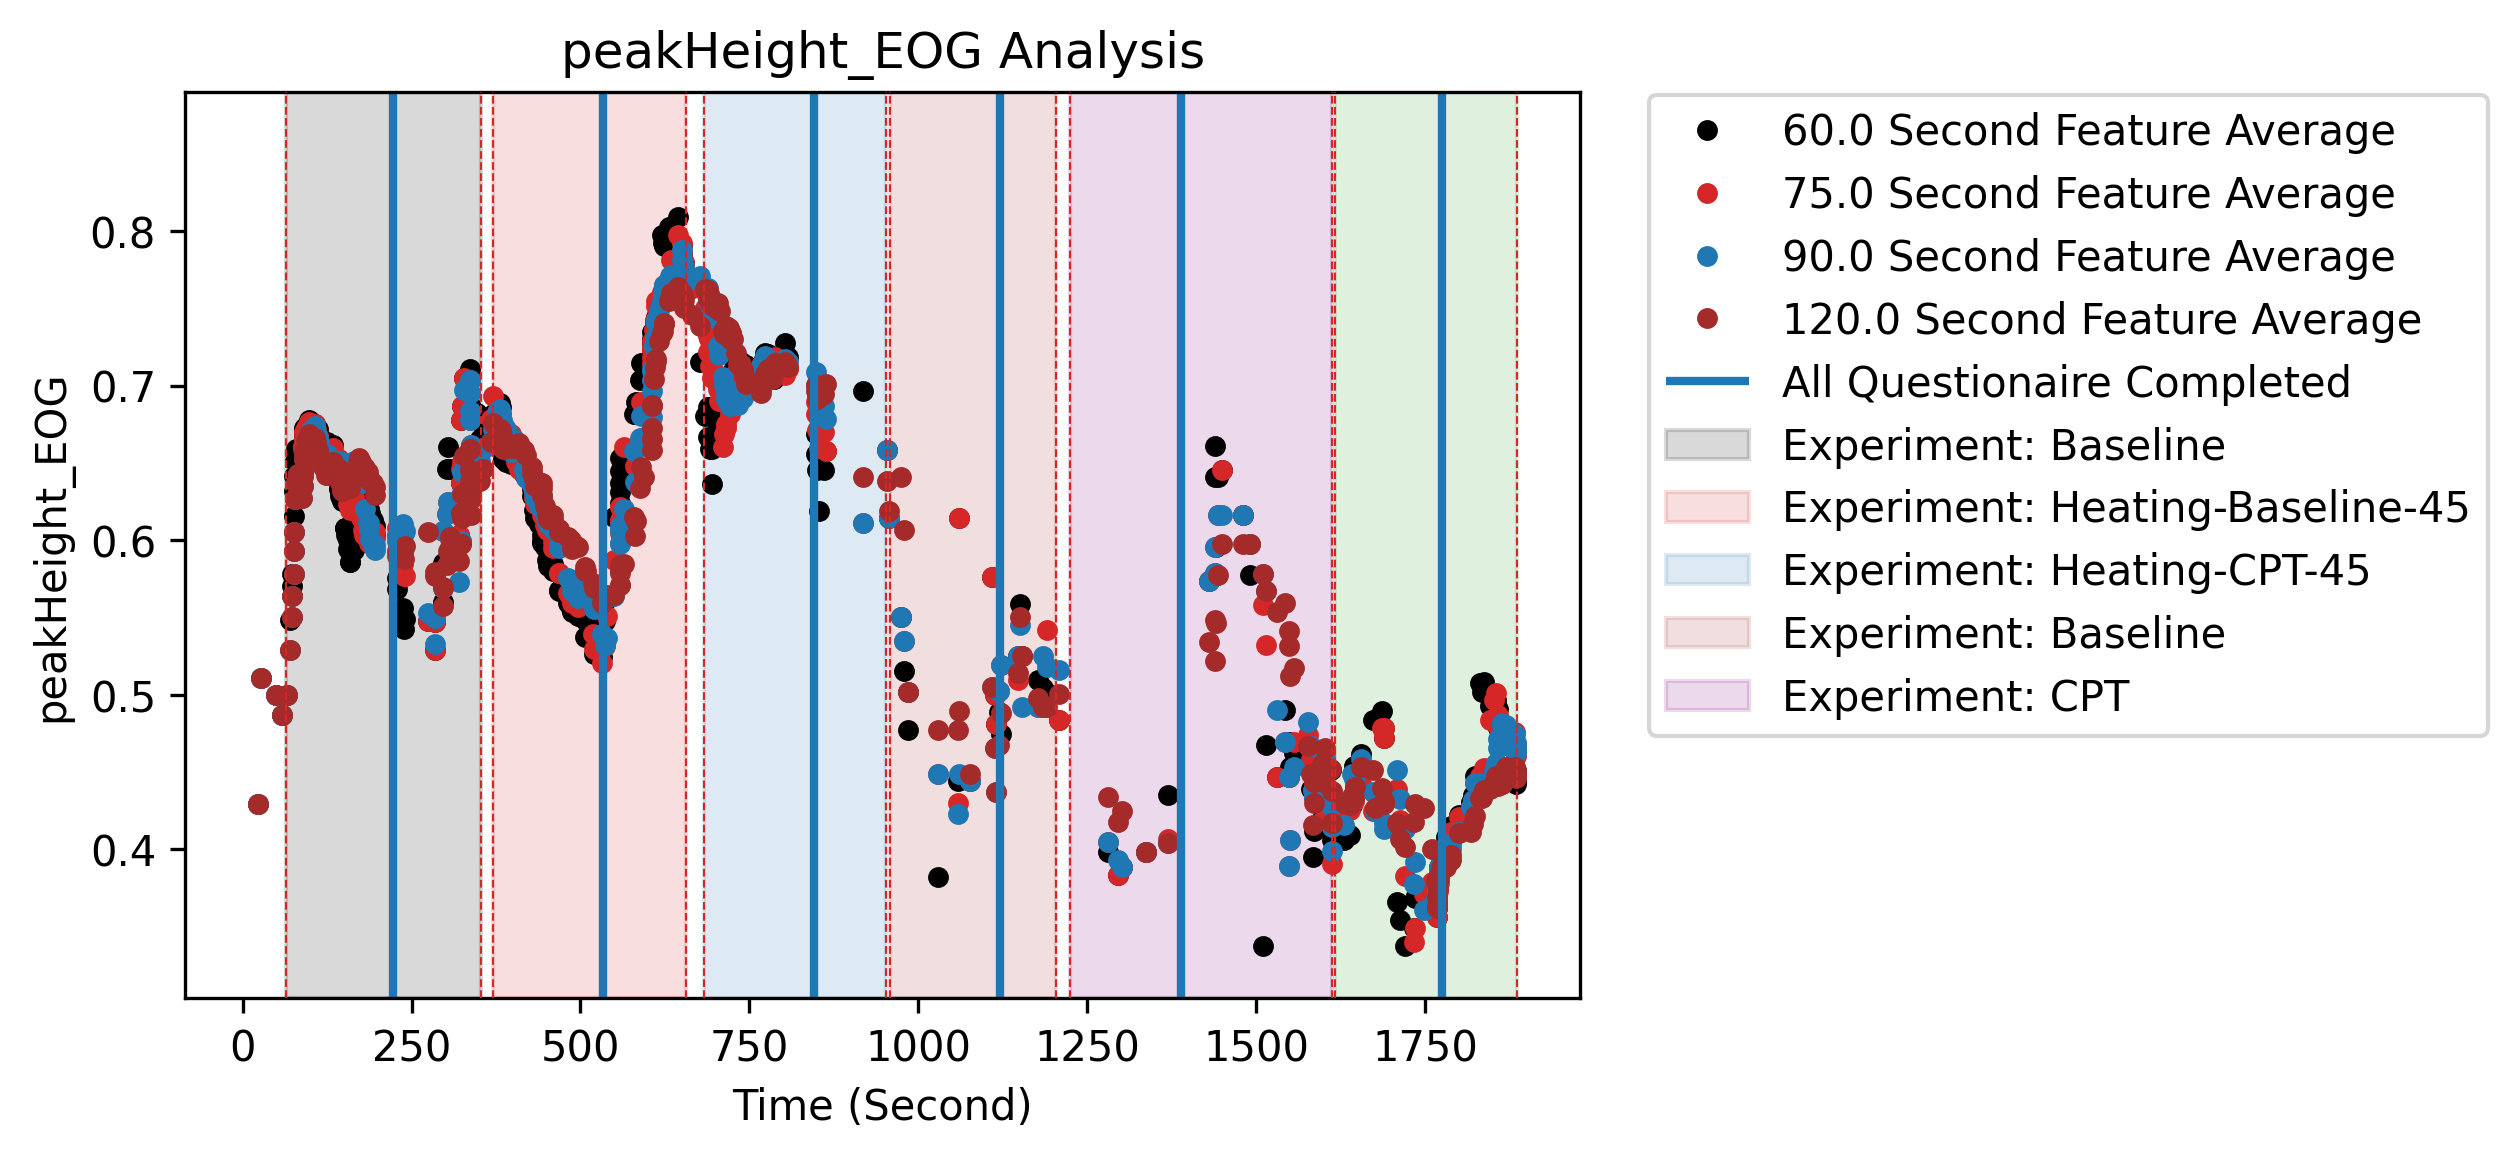 peakHeight_EOG Analysis
peakHeight_EOG
0.8
0.7
0.6
0.5
0.4
0
250
500
750
1000
1250
1500
1750
Time (Second)
60.0 Second Feature Average
75.0 Second Feature Average
90.0 Second Feature Average
120.0 Second Feature Average
All Questionaire Completed
Experiment: Baseline
Experiment: Heating-Baseline-45
Experiment: Heating-CPT-45
Experiment: Baseline
Experiment: CPT